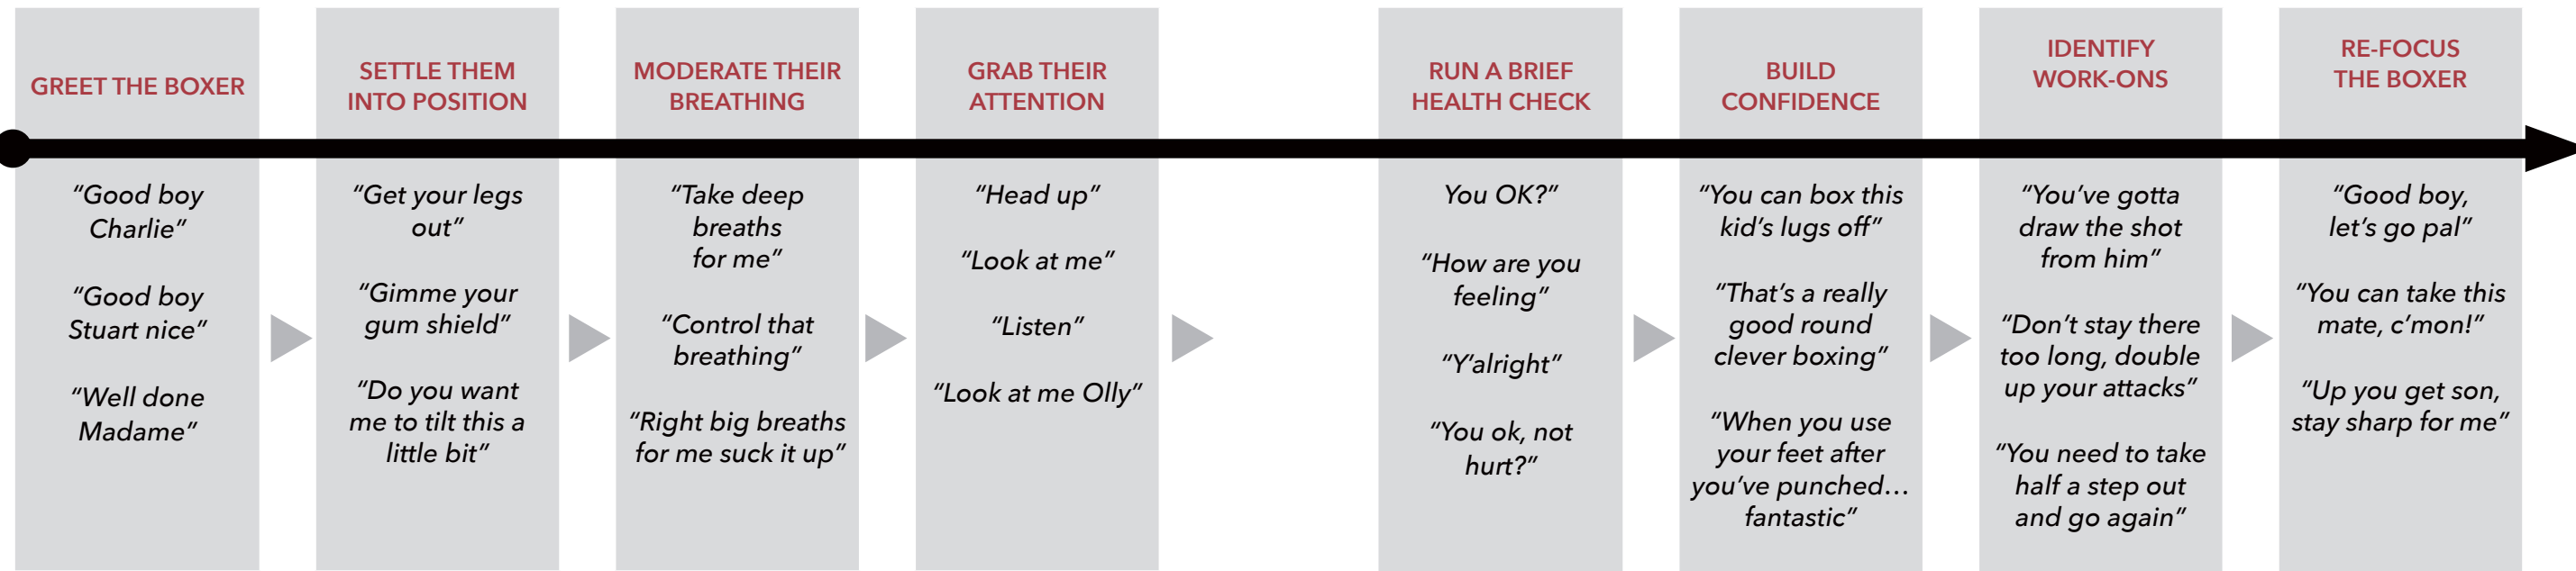 GREET THE BOXER
"Good boy
Charlie"
"Good boy
Stuart nice"
"Well done
Madame"
SETTLE THEM
INTO POSITION
"Get your legs
out"
"Gimme your
gum shield"
"Do you want
me to tilt this a
little bit"
MODERATE THEIR
BREATHING
"Take deep
breaths
for me"
"Control that
breathing"
"Right big breaths
for me suck it up"
GRAB THEIR
ATTENTION
"Head up"
"Look at me"
"Listen"
"Look at me Olly"
RUN A BRIEF
HEALTH CHECK
You OK?"
"How are you
feeling"
"Y'alright"
"You ok, not
hurt?"
BUILD
CONFIDENCE
"You can box this
kid's lugs off"
"That's a really
good round
clever boxing"
"When you use
your feet after
you've punched…
fantastic"
IDENTIFY
WORK-ONS
"You've gotta
draw the shot
from him"
"Don't stay there
too long, double
up your attacks"
"You need to take
half a step out
and go again"
RE-FOCUS
THE BOXER
"Good boy,
let's go pal"
"You can take this
mate, c'mon!"
"Up you get son,
stay sharp for me"